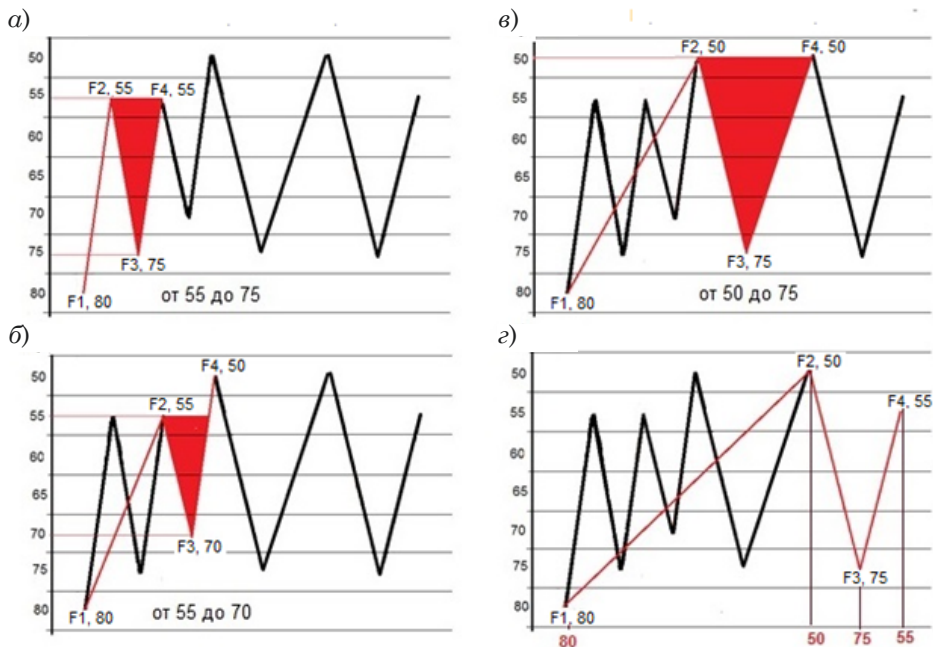 а)
50
55
60
65
70
75
80
F2, 55
F4, 55
F3, 75
F1, 80
от 55 до 75
в)
50
55
60
65
70
75
80
F2, 50
F4, 50
F3, 75
F1, 80
от 50 до 75
б)
50
55
60
65
70
75
80
F4, 50
F2, 55
F3, 70
F1, 80
от 55 до 70
г)
50
55
60
65
70
75
80
F2, 50
F4, 55
F3, 75
F1, 80
80 50 75 55